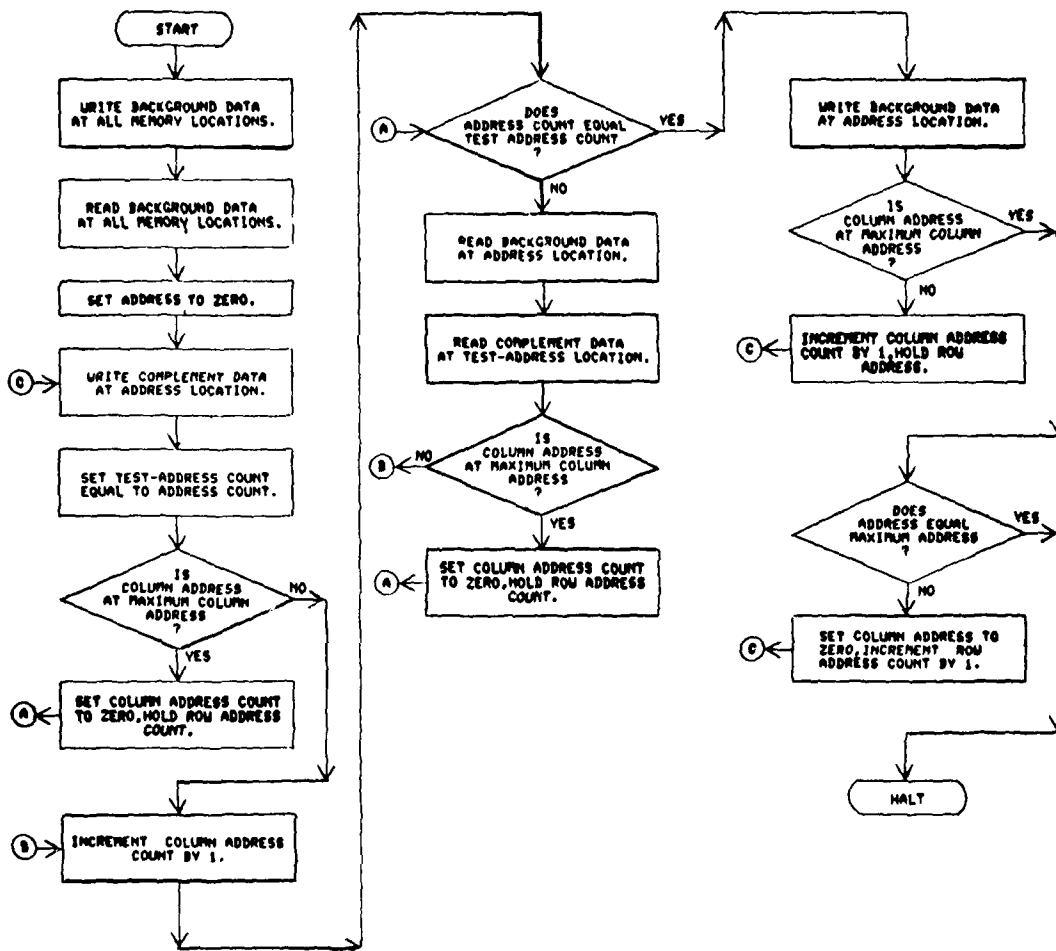 START
WRITE BACKGROUND DATA
AT ALL MEMORY LOCATIONS.
READ BACKGROUND DATA
AT ALL MEMORY LOCATIONS.
SET ADDRESS TO ZERO.
C
WRITE COMPLEMENT DATA
AT ADDRESS LOCATION.
SET TEST-ADDRESS COUNT
EQUAL TO ADDRESS COUNT.
IS
COLUMN ADDRESS
AT MAXIMUM COLUMN
ADDRESS
?
NO
YES
A
SET COLUMN ADDRESS COUNT
TO ZERO,HOLD ROW ADDRESS
COUNT.
B
INCREMENT COLUMN ADDRESS
COUNT BY 1.
A
DOES
ADDRESS COUNT EQUAL
TEST ADDRESS COUNT
?
YES
NO
READ BACKGROUND DATA
AT ADDRESS LOCATION.
READ COMPLEMENT DATA
AT TEST-ADDRESS LOCATION.
B
NO
IS
COLUMN ADDRESS
AT MAXIMUM COLUMN
ADDRESS
?
YES
A
SET COLUMN ADDRESS COUNT
TO ZERO,HOLD ROW ADDRESS
COUNT.
WRITE BACKGROUND DATA
AT ADDRESS LOCATION.
IS
COLUMN ADDRESS
AT MAXIMUM COLUMN
ADDRESS
?
YES
NO
C
INCREMENT COLUMN ADDRESS
COUNT BY 1,HOLD ROW
ADDRESS.
DOES
ADDRESS EQUAL
MAXIMUM ADDRESS
?
YES
NO
C
SET COLUMN ADDRESS TO
ZERO,INCREMENT ROW
ADDRESS COUNT BY 1.
HALT